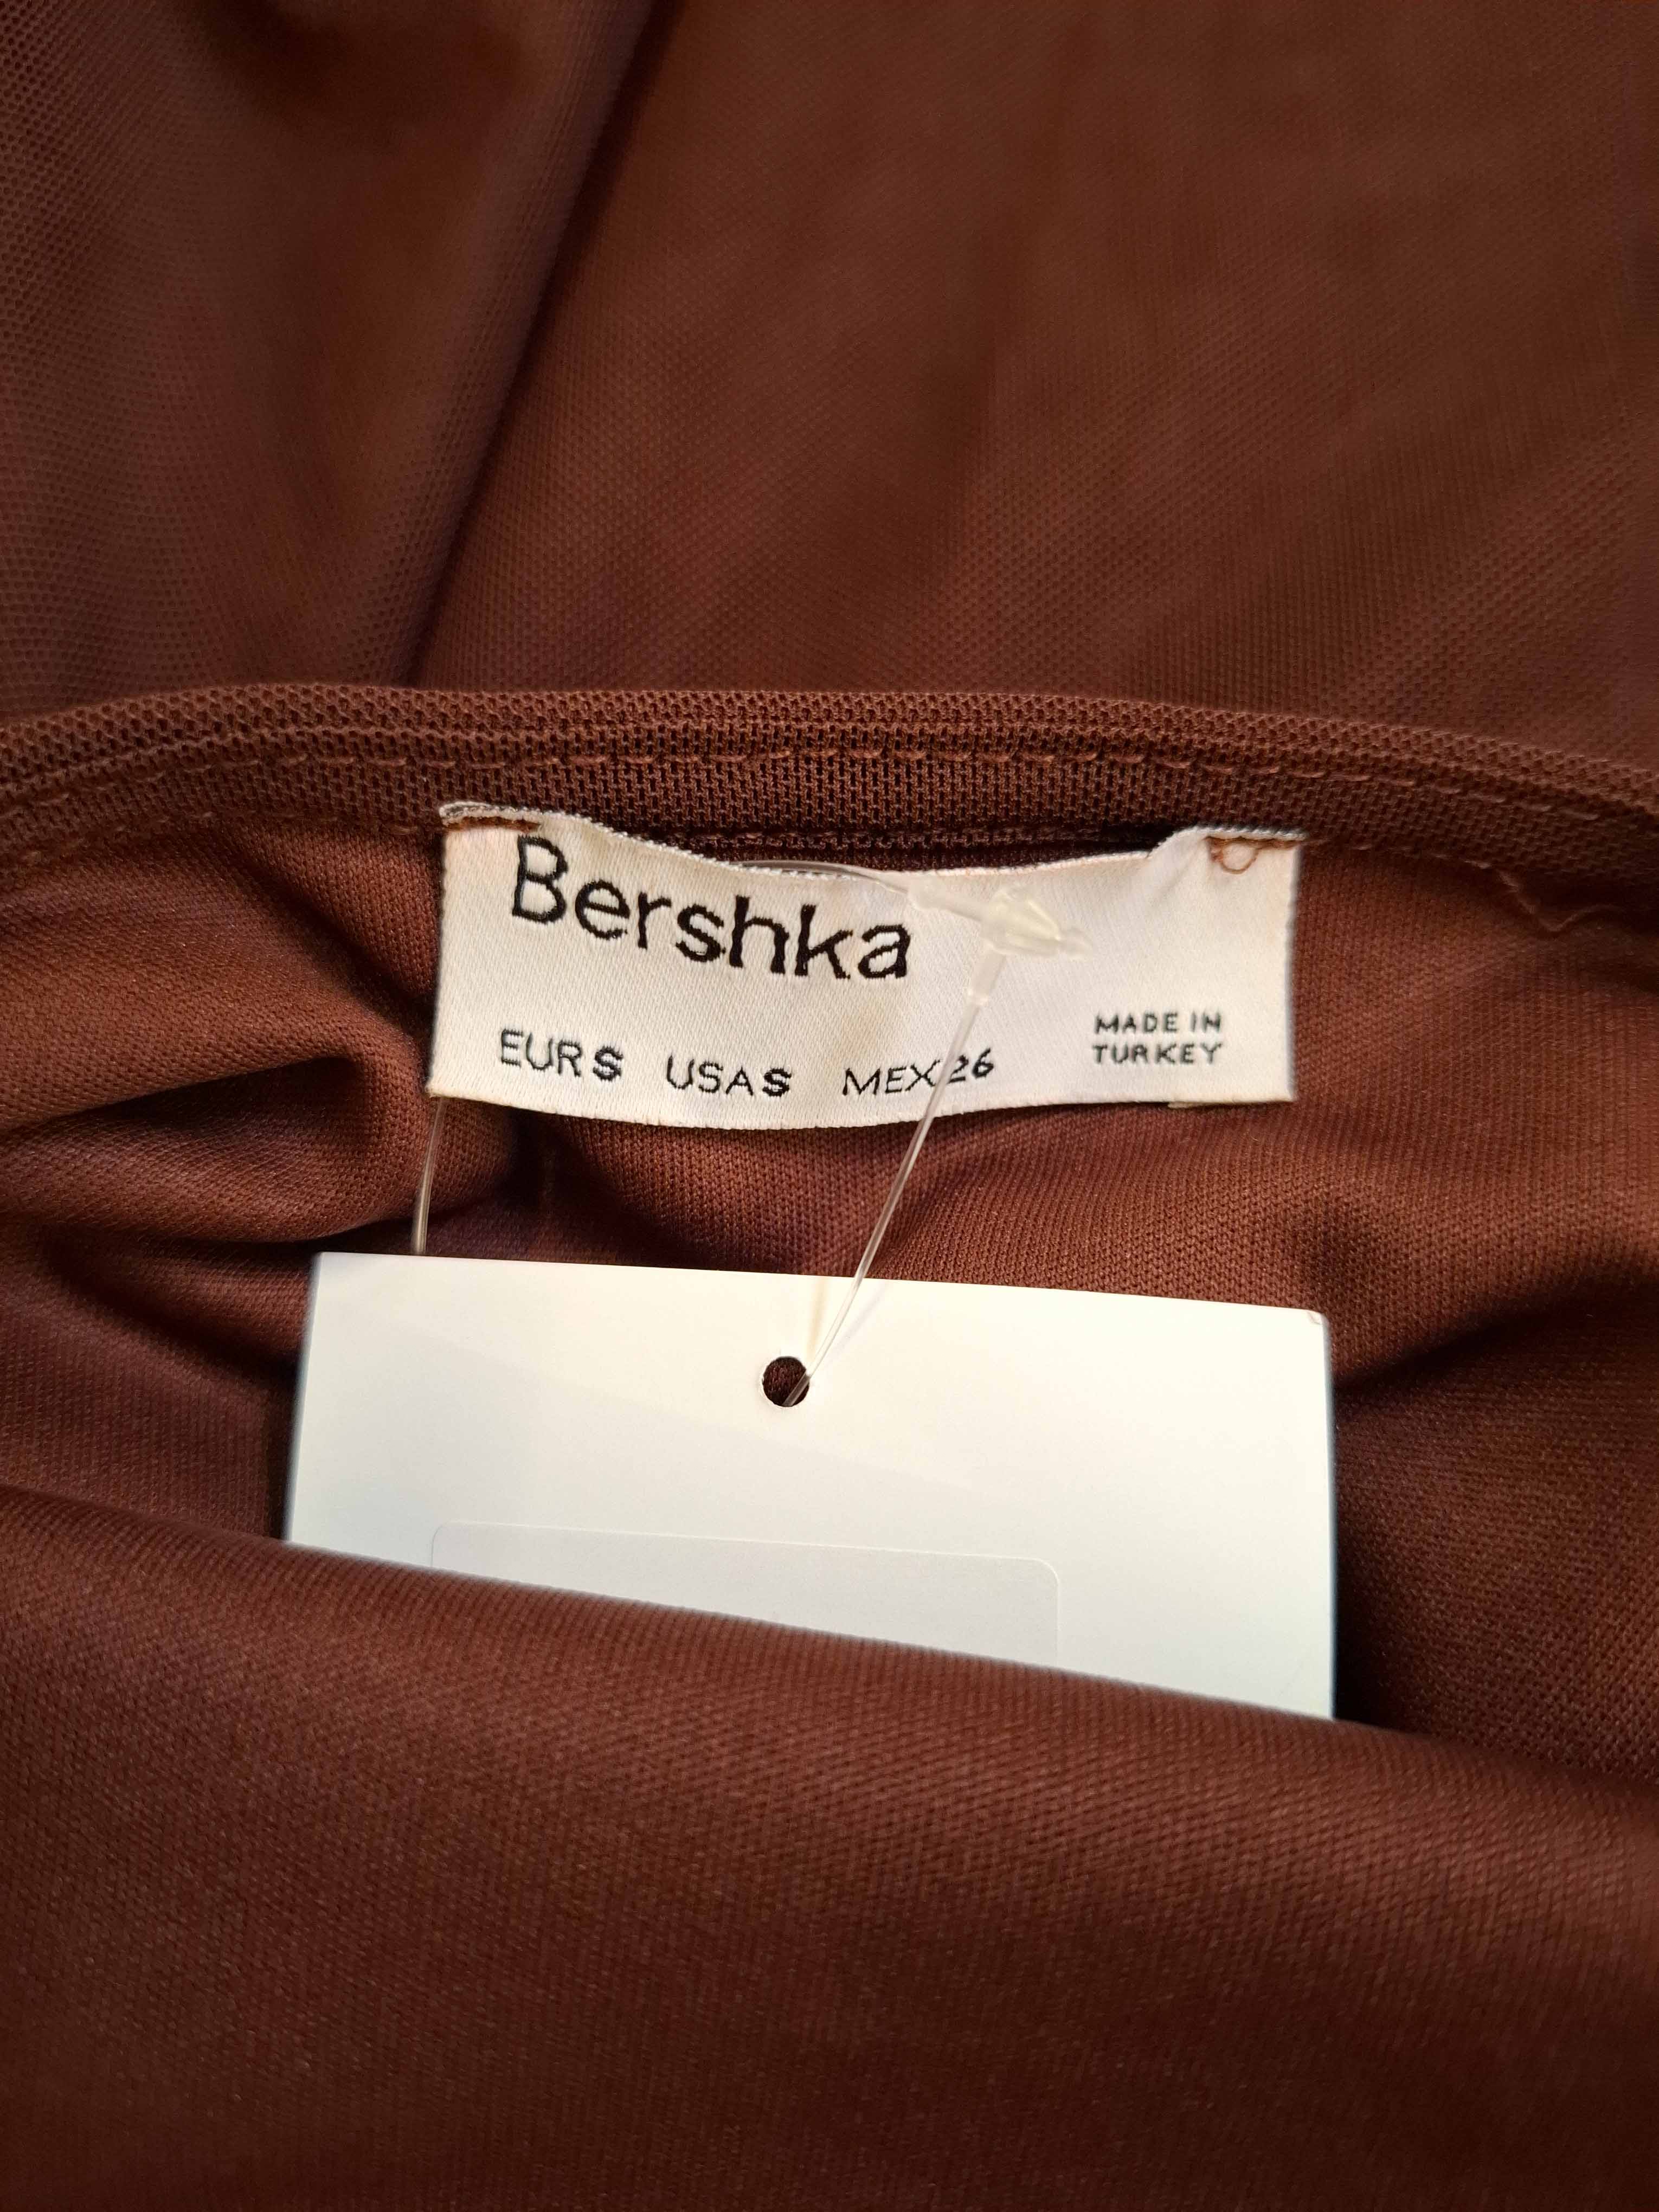 Bershka
EUR S USA S MEX 26
MADE IN
TURKEY